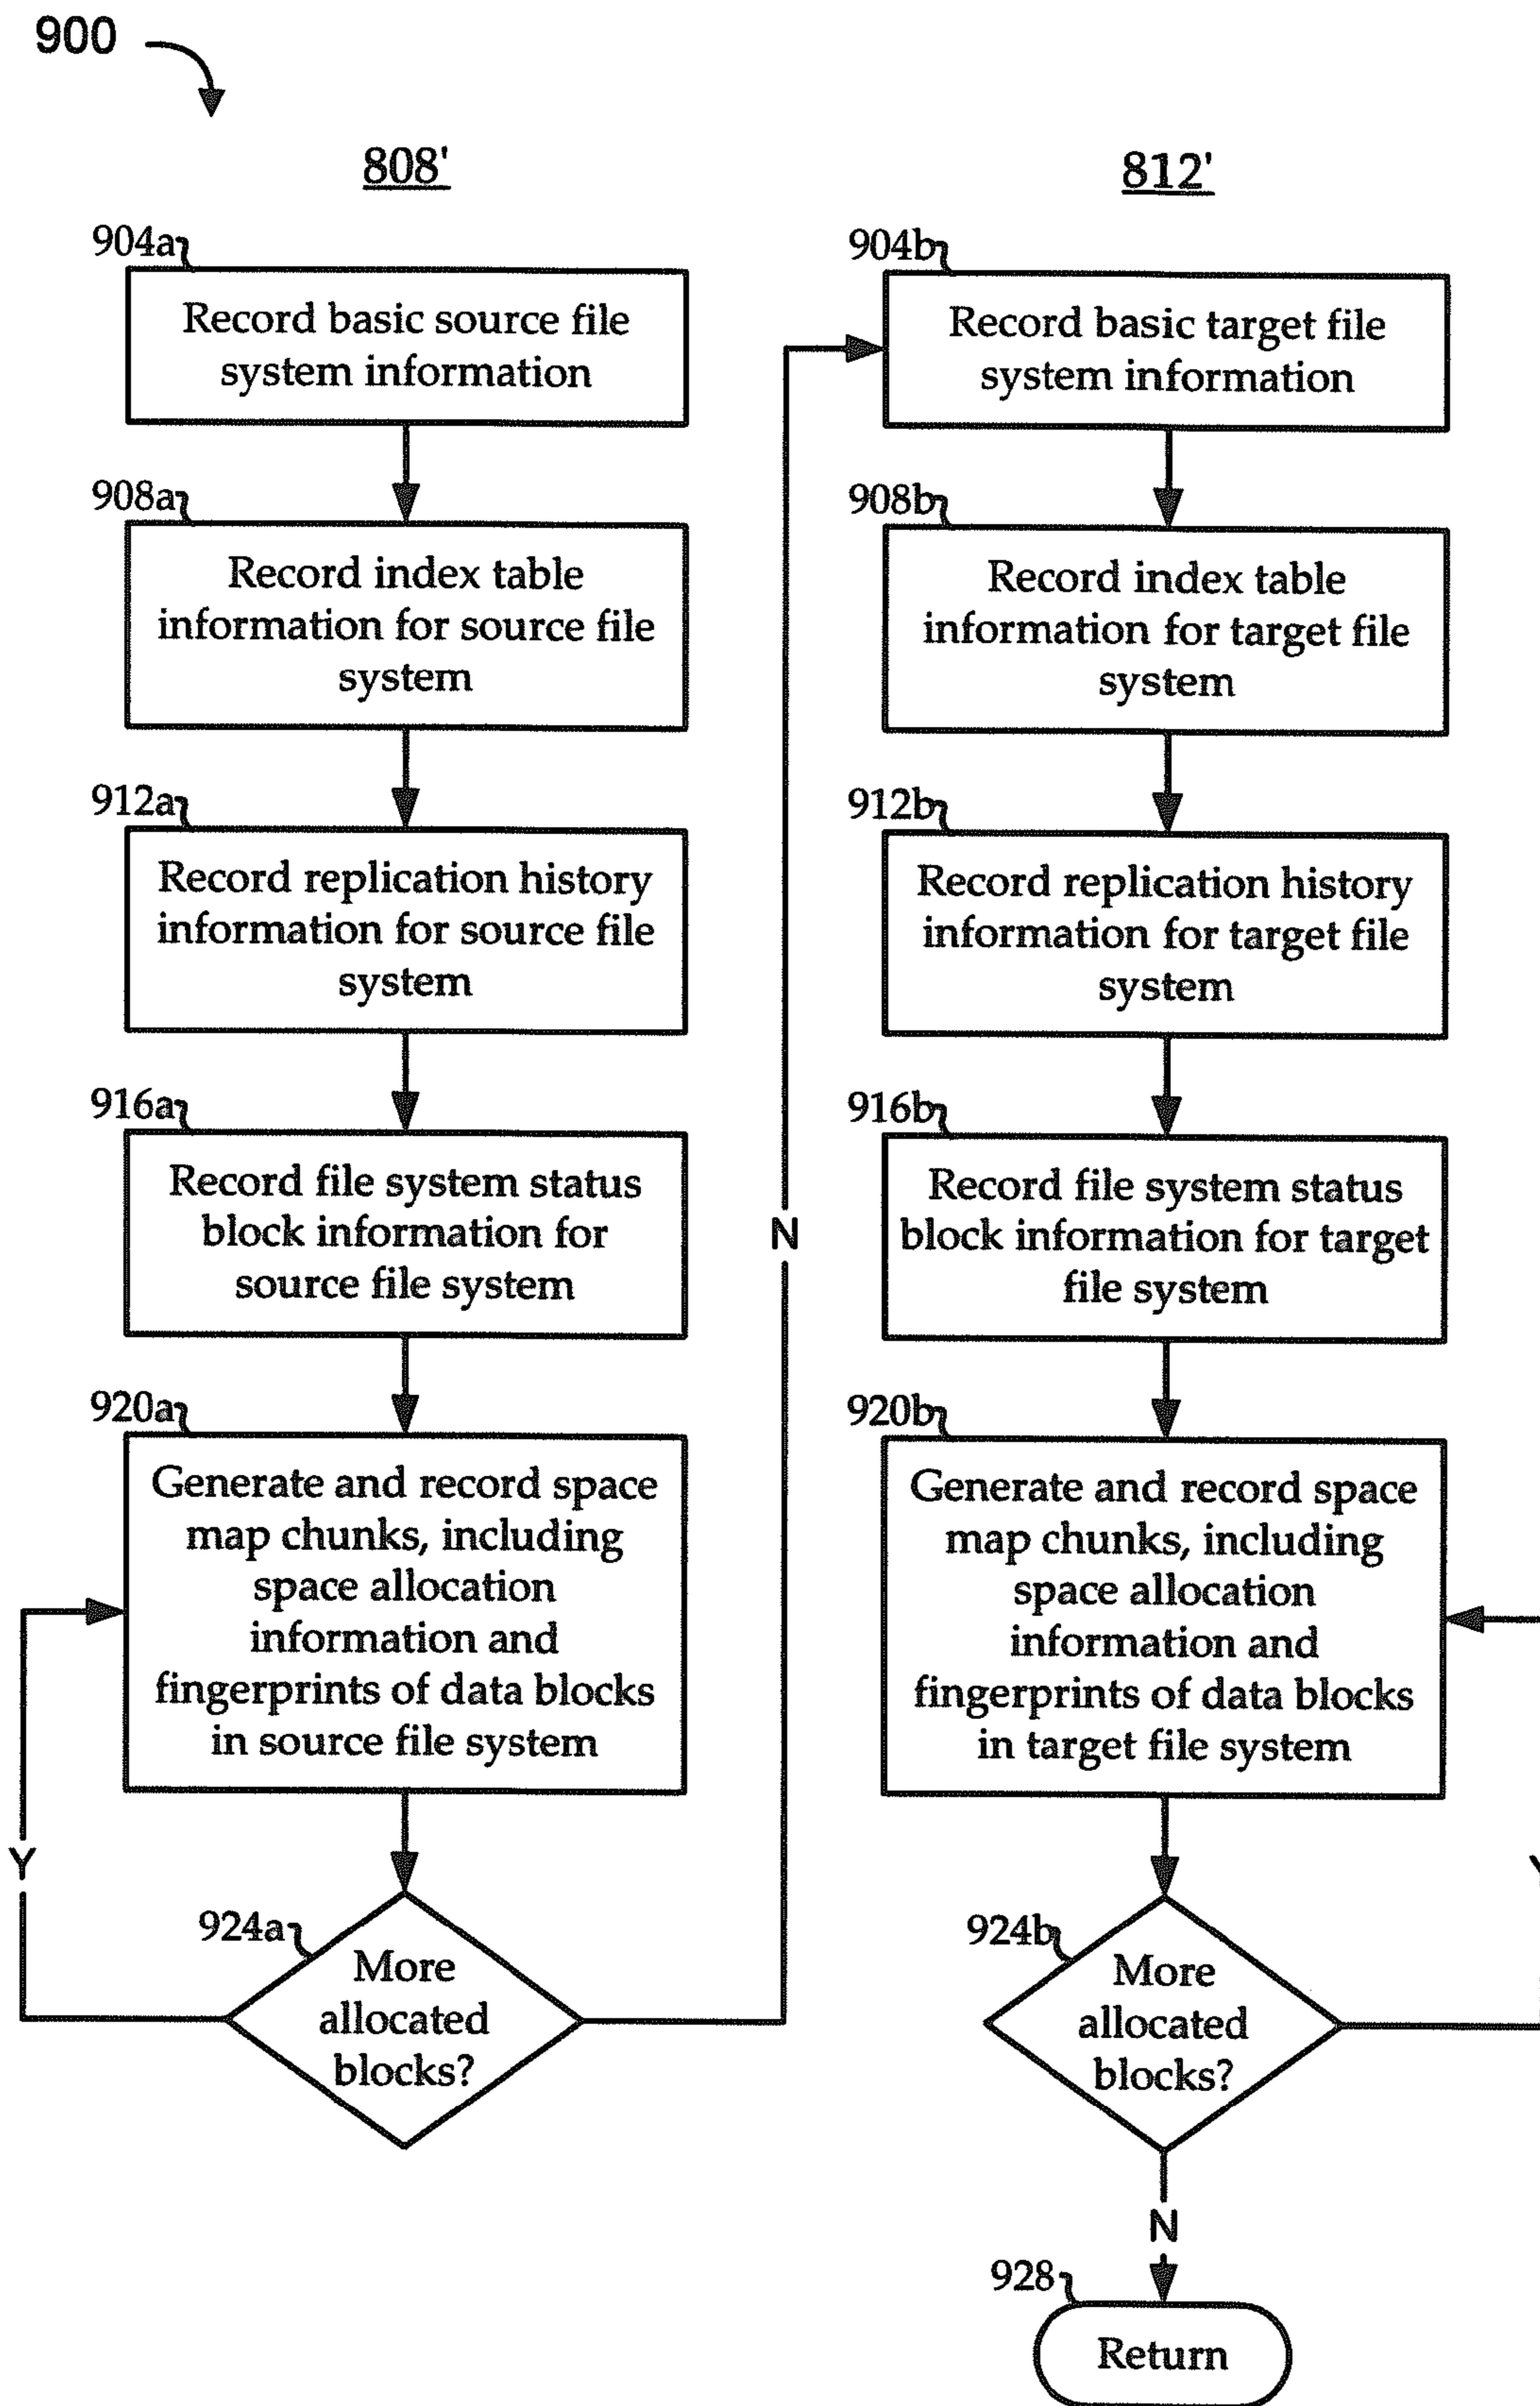 900
808'
904a
Record basic source file
system information
908a
Record index table
information for source file
system
912a
Record replication history
information for source file
system
916a
Record file system status
block information for
source file system
920a
Generate and record space
map chunks, including
space allocation
information and
fingerprints of data blocks
in source file system
Y
924a
More
allocated
blocks?
N
812'
904b
Record basic target file
system information
908b
Record index table
information for target file
system
912b
Record replication history
information for target file
system
916b
Record file system status
block information for target
file system
920b
Generate and record space
map chunks, including
space allocation
information and
fingerprints of data blocks
in target file system
924b
More
allocated
blocks?
N
928
Return